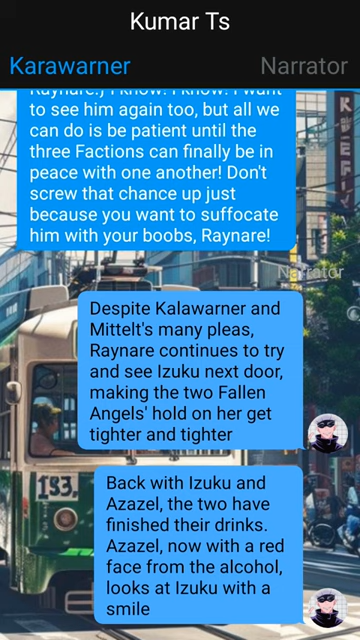 Kumar Ts
Karawarner
Narrator
to see him again too, but all we
can do is be patient until the
three Factions can finally be in
peace with one another! Don't
screw that chance up just
because you want to suffocate
him with your boobs, Raynare!
Narrator
Despite Kalawarner and
Mittelt's many pleas,
Raynare continues to try
and see Izuku next door,
making the two Fallen
Angels' hold on her get
tighter and tighter
Back with Izuku and
Azazel, the two have
finished their drinks.
Azazel, now with a red
face from the alcohol,
looks at Izuku with a
smile
193.